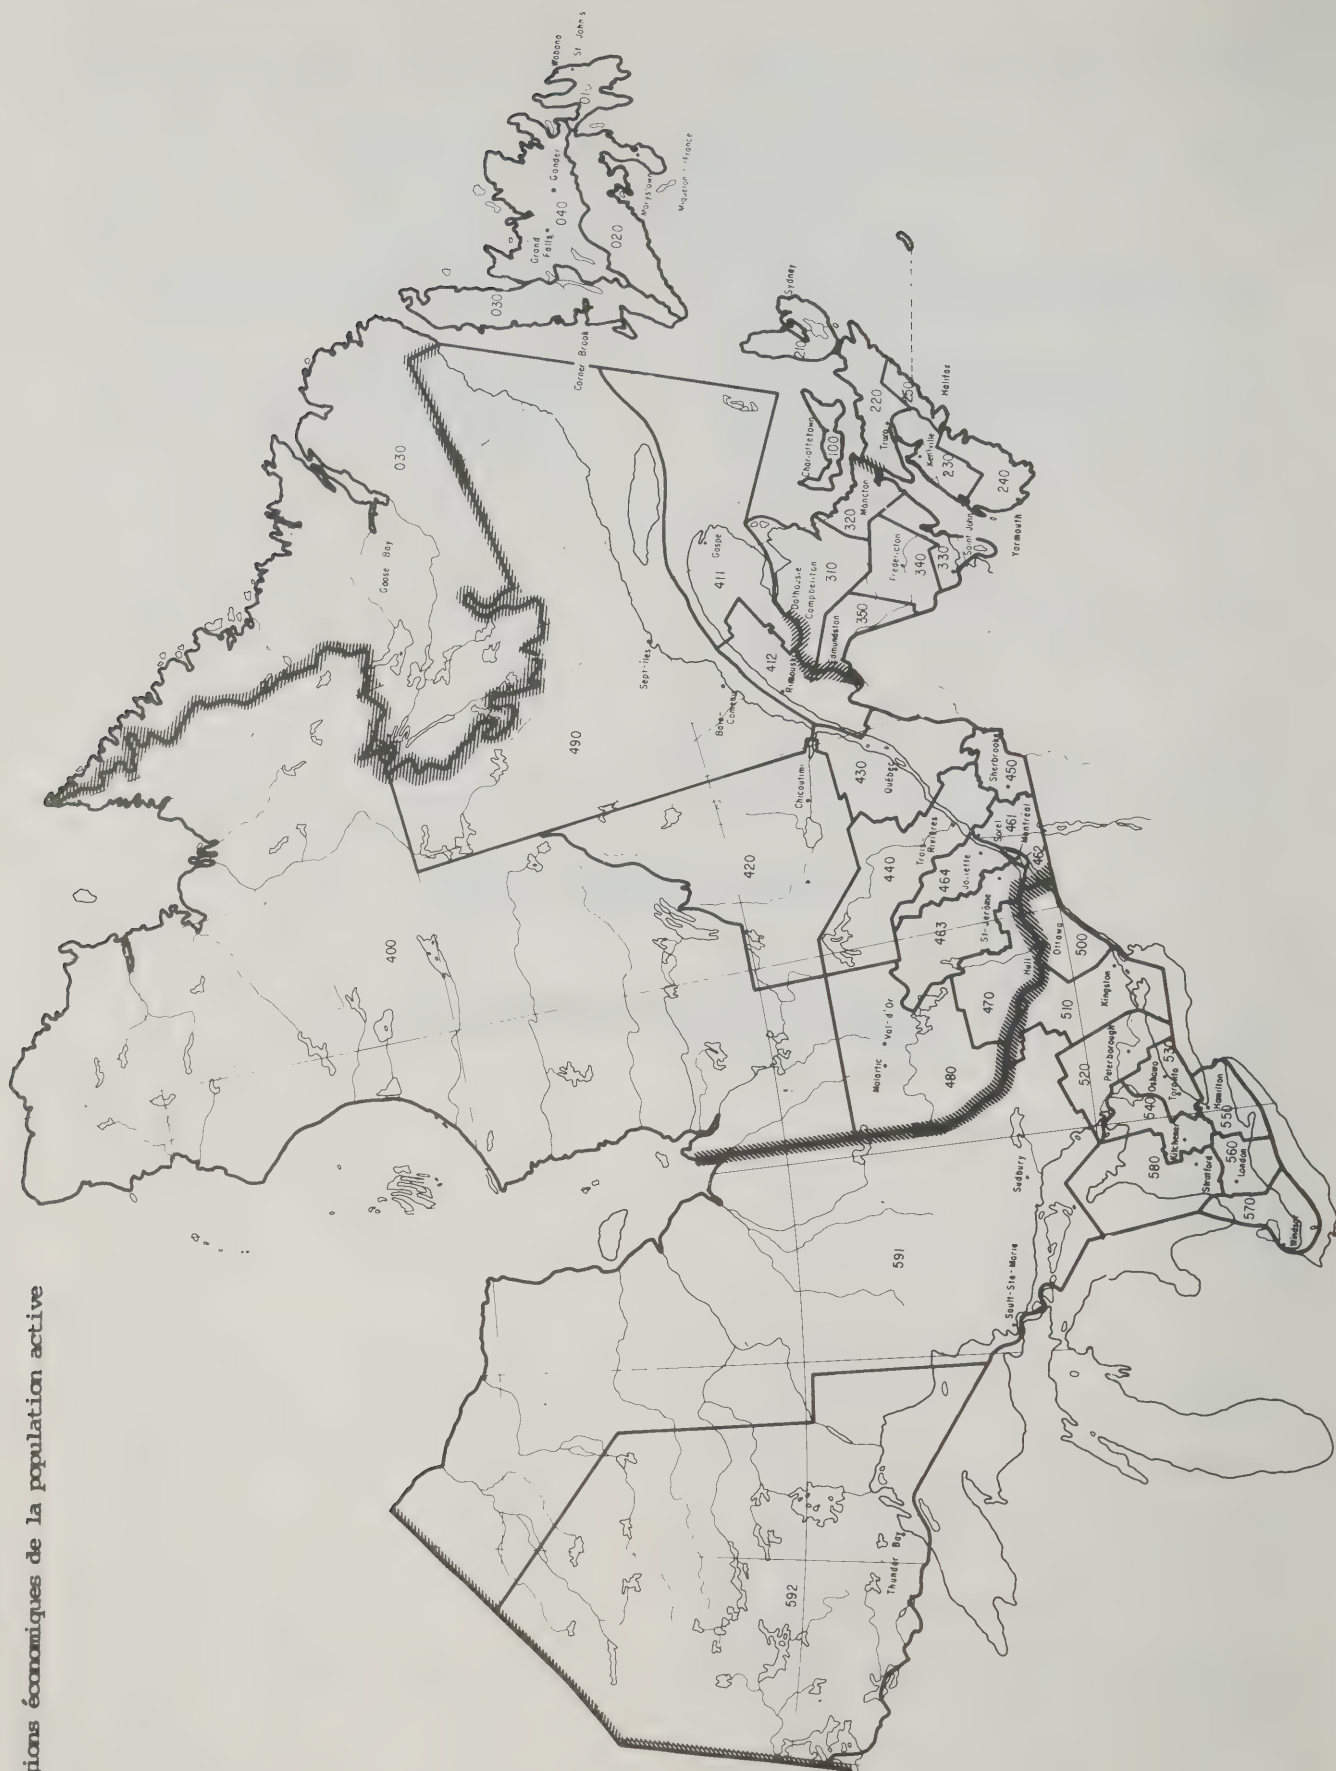 gions économiques de la population active
Wabana
St John's
010
Gander
Grand
Falls
040
020
Marystown
030
Corner Brook
030
Goose Bay
Sydney
210
220
250
Halifax
Truro
Charlottetown
100
Kentville
230
240
Yarmouth
320
Moncton
Saint John
330
Fredericton
340
310
Dalhousie
Campbellton
350
Edmundston
411
Gaspé
412
Rimouski
Sept-Iles
Baie-
Comeau
490
Chicoutimi
420
430
Québec
Sherbrooke
450
Sorel
461
Montréal
462
Trois
Rivières
440
464
Joliette
463
St-Jérôme
400
Hull
Ottawa
500
470
510
Kingston
Val-d'Or
Malartic
480
520
Peterborough
530
Oshawa
Toronto
540
Hamilton
550
Kitchener
560
London
Stratford
580
570
Windsor
Sudbury
591
Sault-Ste-Marie
Thunder Bay
592